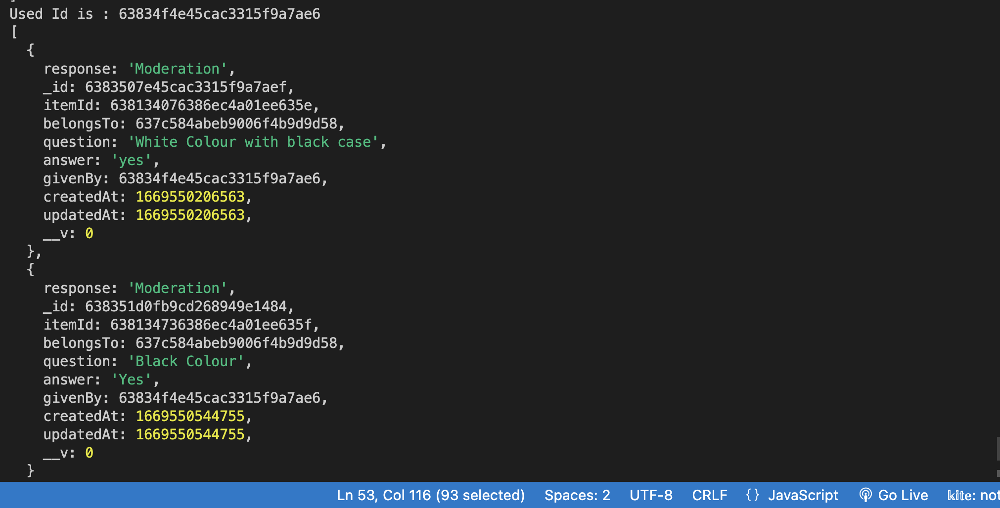 Used Id is : 63834f4e45cac3315f9a7ae6
[
  {
    response: 'Moderation',
    _id: 6383507e45cac3315f9a7aef,
    itemId: 638134076386ec4a01ee635e,
    belongsTo: 637c584abeb9006f4b9d9d58,
    question: 'White Colour with black case',
    answer: 'yes',
    givenBy: 63834f4e45cac3315f9a7ae6,
    createdAt: 1669550206563,
    updatedAt: 1669550206563,
    __v: 0
  },
  {
    response: 'Moderation',
    _id: 638351d0fb9cd268949e1484,
    itemId: 638134736386ec4a01ee635f,
    belongsTo: 637c584abeb9006f4b9d9d58,
    question: 'Black Colour',
    answer: 'Yes',
    givenBy: 63834f4e45cac3315f9a7ae6,
    createdAt: 1669550544755,
    updatedAt: 1669550544755,
    __v: 0
  }
Ln 53, Col 116 (93 selected) Spaces: 2 UTF-8 CRLF {} JavaScript Go Live kite: not